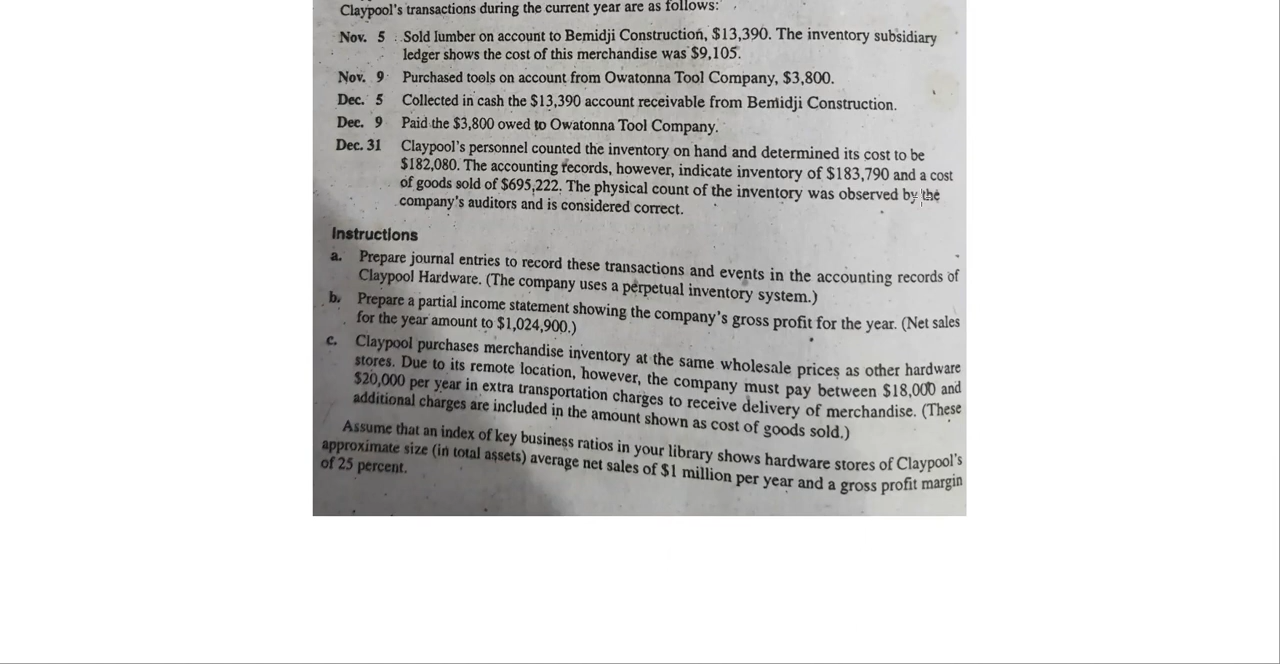 Claypool's transactions during the current year are as follows:
Nov. 5 Sold lumber on account to Bemidji Construction, $13,390. The inventory subsidiary
ledger shows the cost of this merchandise was $9,105.
Nov. 9 Purchased tools on account from Owatonna Tool Company, $3,800.
Dec. 5 Collected in cash the $13,390 account receivable from Bemidji Construction.
Dec. 9 Paid the $3,800 owed to Owatonna Tool Company.
Dec. 31 Claypool's personnel counted the inventory on hand and determined its cost to be
$182,080. The accounting records, however, indicate inventory of $183,790 and a cost
of goods sold of $695,222. The physical count of the inventory was observed by the
company's auditors and is considered correct.
Instructions
a. Prepare journal entries to record these transactions and events in the accounting records of
Claypool Hardware. (The company uses a perpetual inventory system.)
b. Prepare a partial income statement showing the company's gross profit for the year. (Net sales
for the year amount to $1,024,900.)
c. Claypool purchases merchandise inventory at the same wholesale prices as other hardware
stores. Due to its remote location, however, the company must pay between $18,000 and
$20,000 per year in extra transportation charges to receive delivery of merchandise. (These
additional charges are included in the amount shown as cost of goods sold.)
Assume that an index of key business ratios in your library shows hardware stores of Claypool's
approximate size (in total assets) average net sales of $1 million per year and a gross profit margin
of 25 percent.